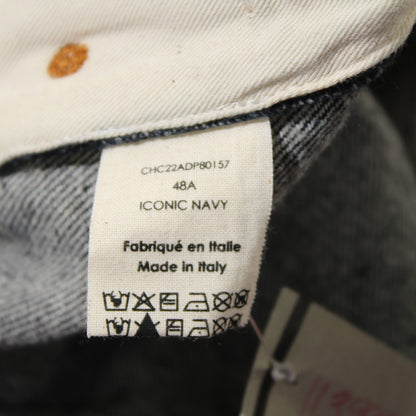 CHC22ADP80157
48A
ICONIC NAVY
Fabriqué en Italie
Made in Italy